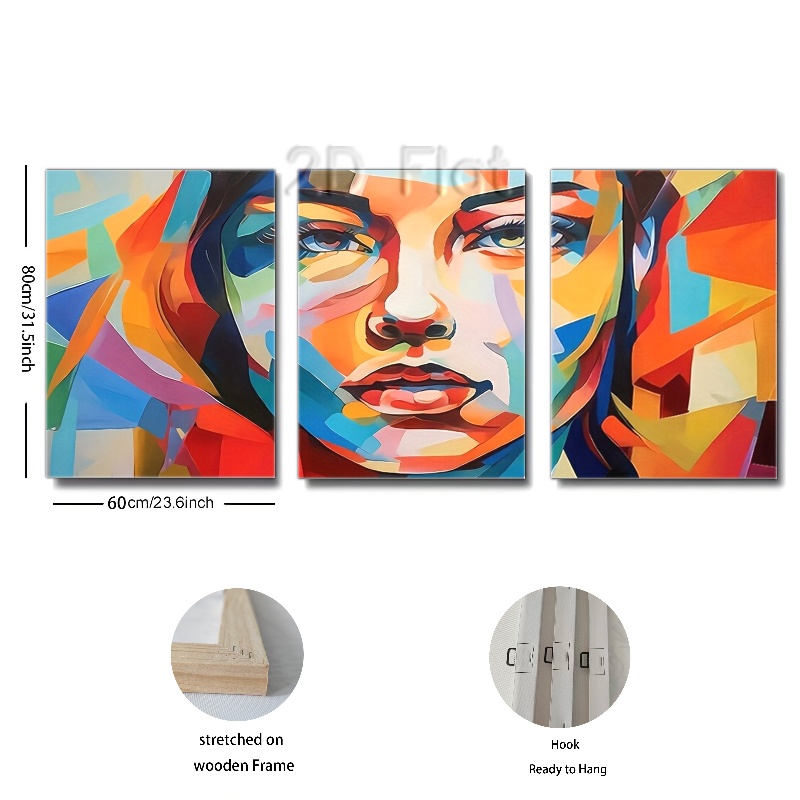 2D Flat
80cm/31.5inch
60cm/23.6inch
stretched on
wooden Frame
Hook
Ready to Hang